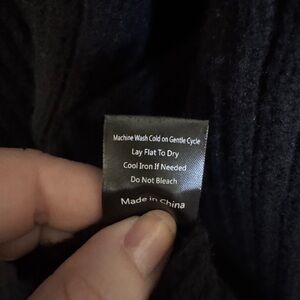 Machine Wash Cold on Gentle Cycle
Lay Flat To Dry
Cool Iron If Needed
Do Not Bleach
Made in China